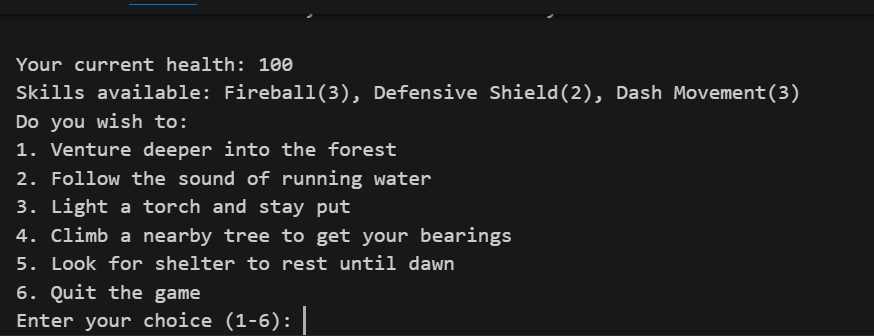 Your current health: 100
Skills available: Fireball(3), Defensive Shield(2), Dash Movement(3)
Do you wish to:
1. Venture deeper into the forest
2. Follow the sound of running water
3. Light a torch and stay put
4. Climb a nearby tree to get your bearings
5. Look for shelter to rest until dawn
6. Quit the game
Enter your choice (1-6):